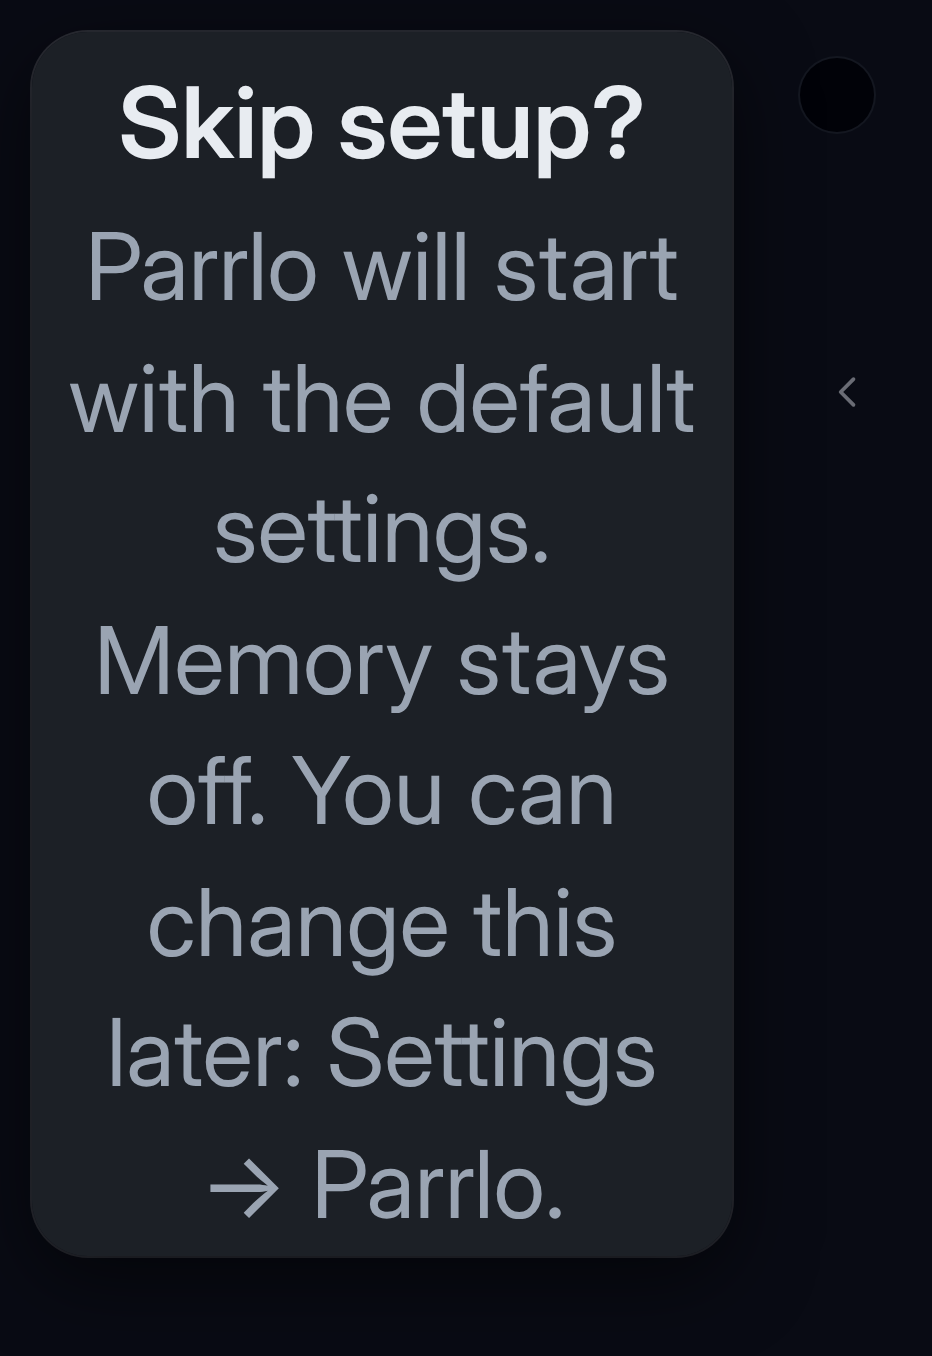 Skip setup?
Parrlo will start
with the default
settings.
Memory stays
off. You can
change this
later: Settings
→ Parrlo.